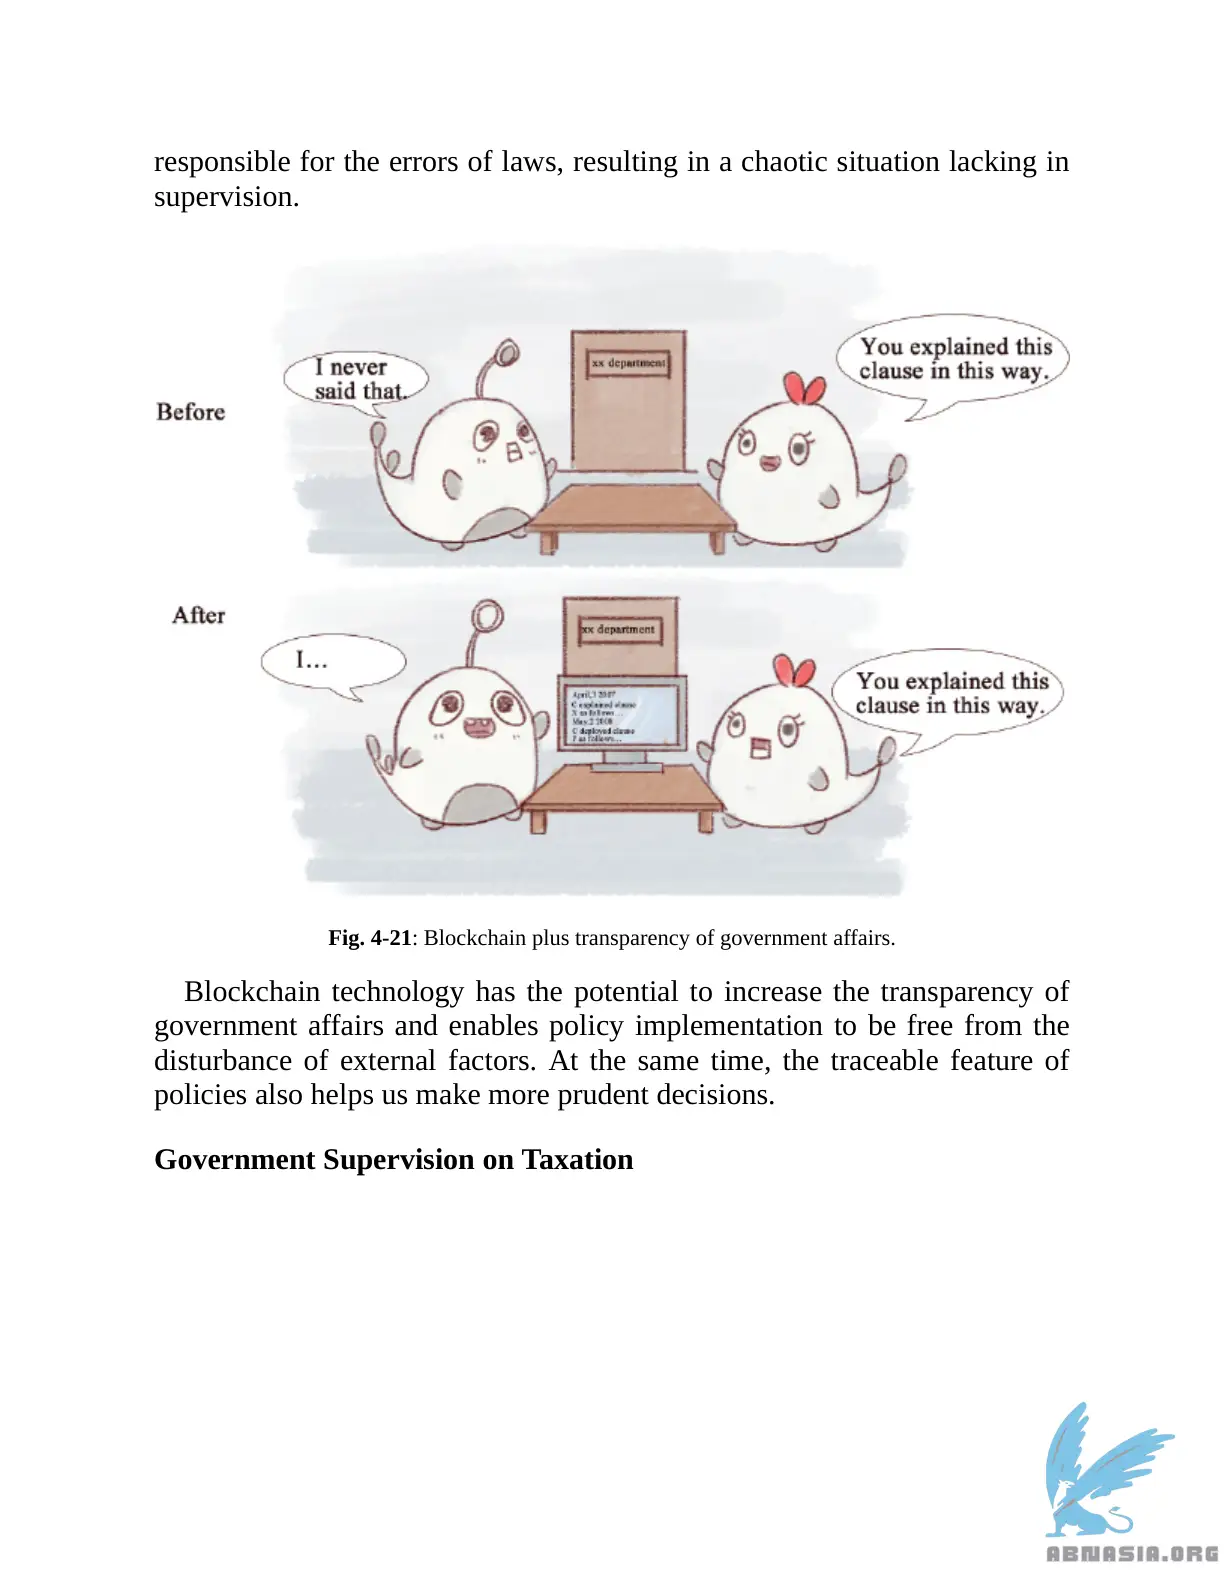 responsible for the errors of laws, resulting in a chaotic situation lacking in
supervision.
Before
I never
said that.
xx department
You explained this
clause in this way.
After
I...
xx department
April,3 2007
C explained clause
X as follows...
May,2 2008
C deployed clause
Y as follows...
You explained this
clause in this way.
Fig. 4-21: Blockchain plus transparency of government affairs.
Blockchain technology has the potential to increase the transparency of
government affairs and enables policy implementation to be free from the
disturbance of external factors. At the same time, the traceable feature of
policies also helps us make more prudent decisions.
Government Supervision on Taxation
ABNASIA.ORG